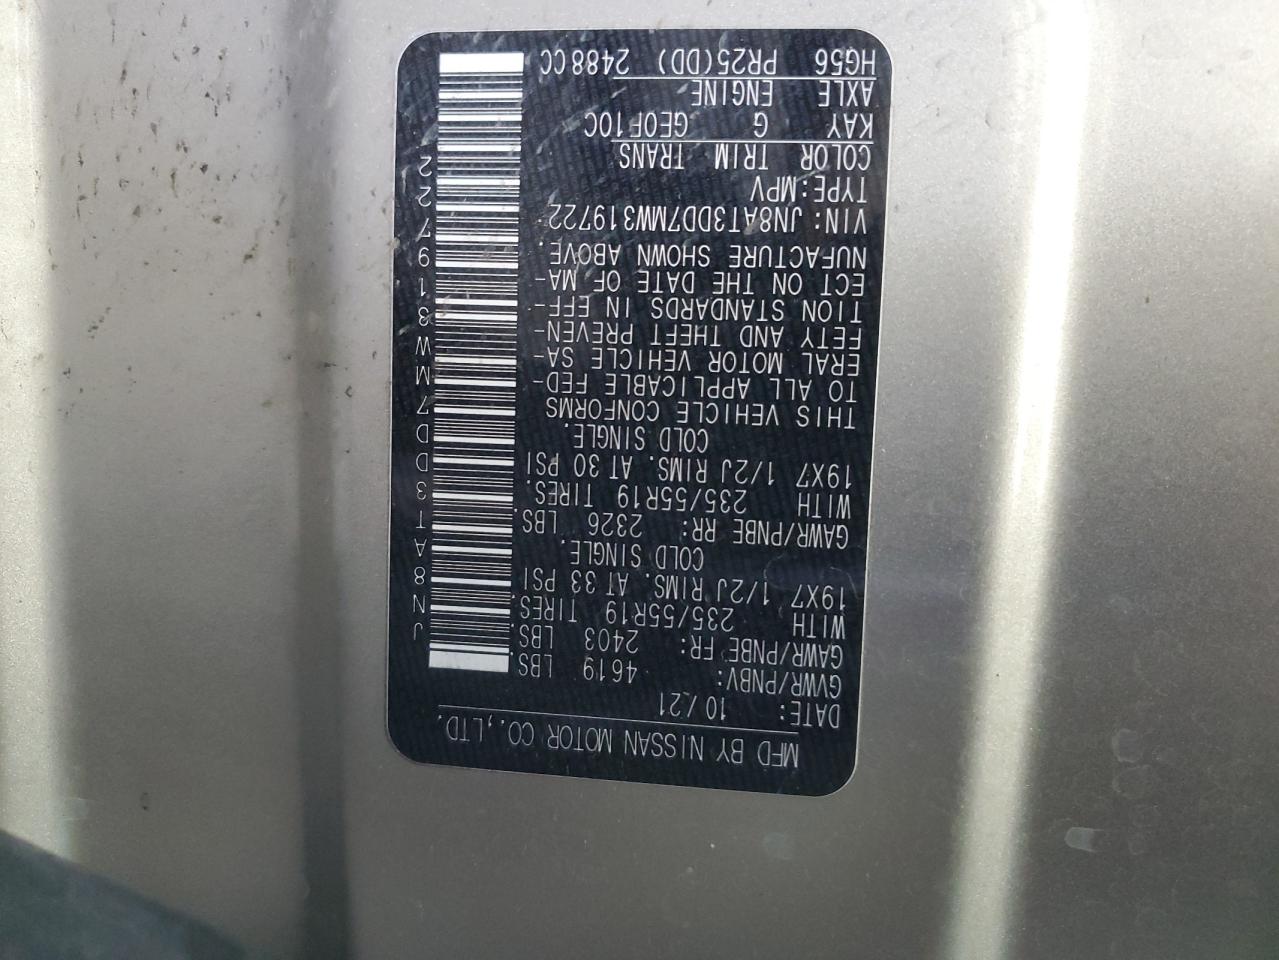 MFD BY NISSAN MOTOR CO.,LTD.
DATE: 10/21
GVWR/PNBV: 4619 LBS
GAWR/PNBE FR: 2403 LBS.
WITH 235/55R19 TIRES.
19X7 1/2J RIMS. AT 33 PSI
COLD SINGLE.
GAWR/PNBE RR: 2326 LBS.
WITH 235/55R19 TIRES.
19X7 1/2J RIMS. AT 30 PSI
COLD SINGLE.
THIS VEHICLE CONFORMS
TO ALL APPLICABLE FED-
ERAL MOTOR VEHICLE SA-
FETY AND THEFT PREVEN-
TION STANDARDS IN EFF-
ECT ON THE DATE OF MA-
NUFACTURE SHOWN ABOVE.
VIN: JN8AT3DD7MW319722
TYPE:MPV
COLOR TRIM TRANS
KAY G GE0F10C
AXLE ENGINE
HG56 PR25(DD) 2488CC
JN8AT3DD7MW319722